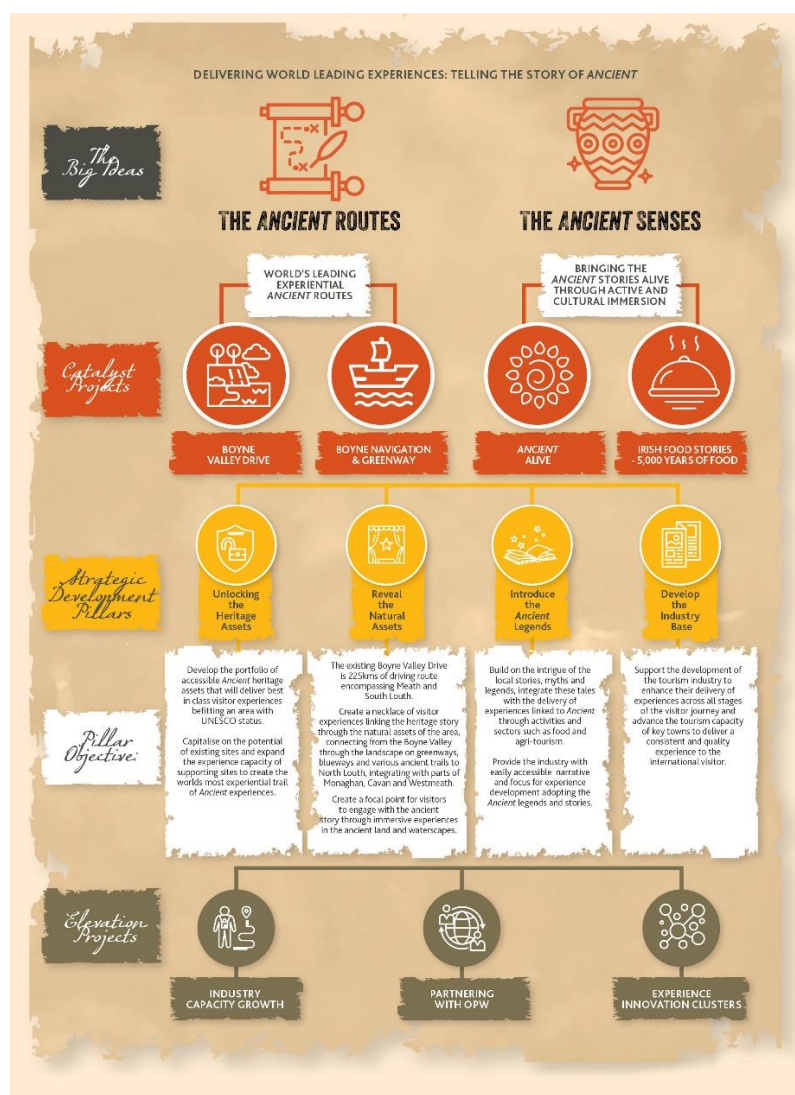 DELIVERING WORLD LEADING EXPERIENCES: TELLING THE STORY OF ANCIENT
The
Big Ideas
THE ANCIENT ROUTES
THE ANCIENT SENSES
WORLD'S LEADING
EXPERIENTIAL
ANCIENT ROUTES
BRINGING THE
ANCIENT STORIES ALIVE
THROUGH ACTIVE AND
CULTURAL IMMERSION
Catalyst
Projects
BOYNE
VALLEY DRIVE
BOYNE NAVIGATION
& GREENWAY
ANCIENT
ALIVE
IRISH FOOD STORIES
- 5,000 YEARS OF FOOD
Strategic
Development
Pillars
Unlocking
the
Heritage
Assets
Reveal
the
Natural
Assets
Introduce
the
Ancient
Legends
Develop
the
Industry
Base
Pillar
Objective:
Develop the portfolio of
accessible Ancient heritage
assets that will deliver best
in class visitor experiences
befitting an area with
UNESCO status.
Capitalise on the potential
of existing sites and expand
the experience capacity of
supporting sites to create the
worlds most experiential trail
of Ancient experiences.
The existing Boyne Valley Drive
is 225kms of driving route
encompassing Meath and
South Louth.
Create a necklace of visitor
experiences linking the heritage story
through the natural assets of the area,
connecting from the Boyne Valley
through the landscape on greenways,
blueways and various ancient trails to
North Louth, integrating with parts of
Monaghan, Cavan and Westmeath.
Create a focal point for visitors
to engage with the ancient
story through immersive experiences
in the ancient land and waterscapes.
Build on the intrigue of the
local stories, myths and
legends, integrate these tales
with the delivery of
experiences linked to Ancient
through activities and
sectors such as food and
agri-tourism.
Provide the industry with
easily accessible narrative
and focus for experience
development adopting the
Ancient legends and stories.
Support the development of
the tourism industry to
enhance their delivery of
experiences across all stages
of the visitor journey and
advance the tourism capacity
of key towns to deliver a
consistent and quality
experience to the
international visitor.
Elevation
Projects
INDUSTRY
CAPACITY GROWTH
PARTNERING
WITH OPW
EXPERIENCE
INNOVATION CLUSTERS